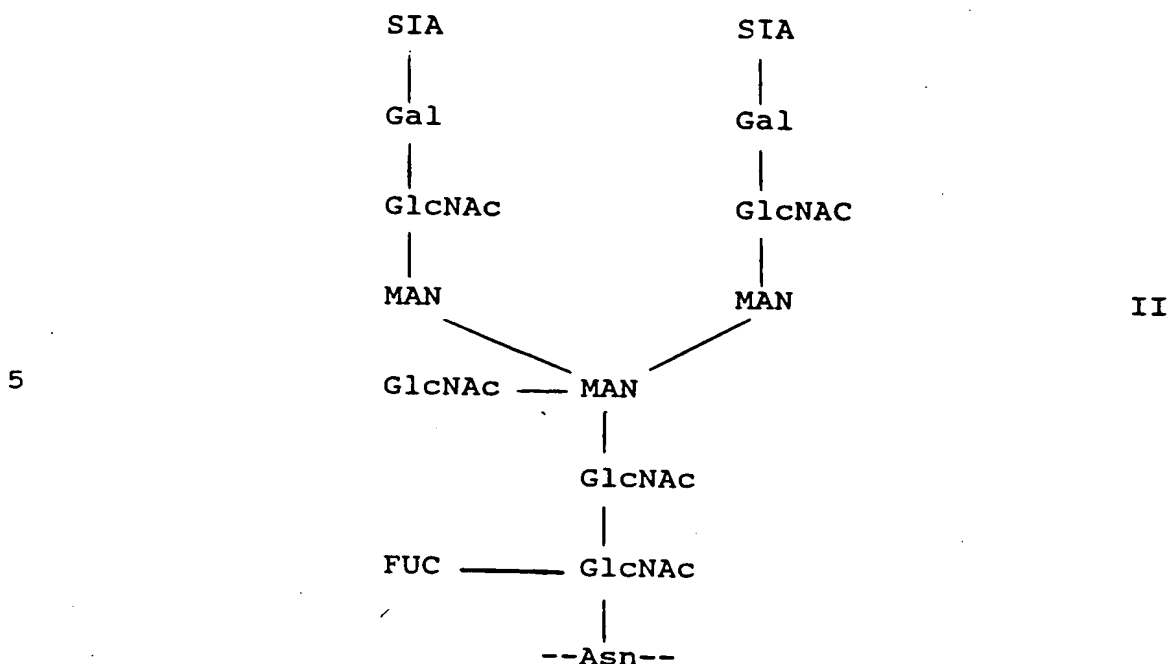 SIA SIA
Gal Gal
GlcNAc GlcNAC
MAN MAN
II
5
GlcNAc MAN
GlcNAc
FUC GlcNAc
--Asn--